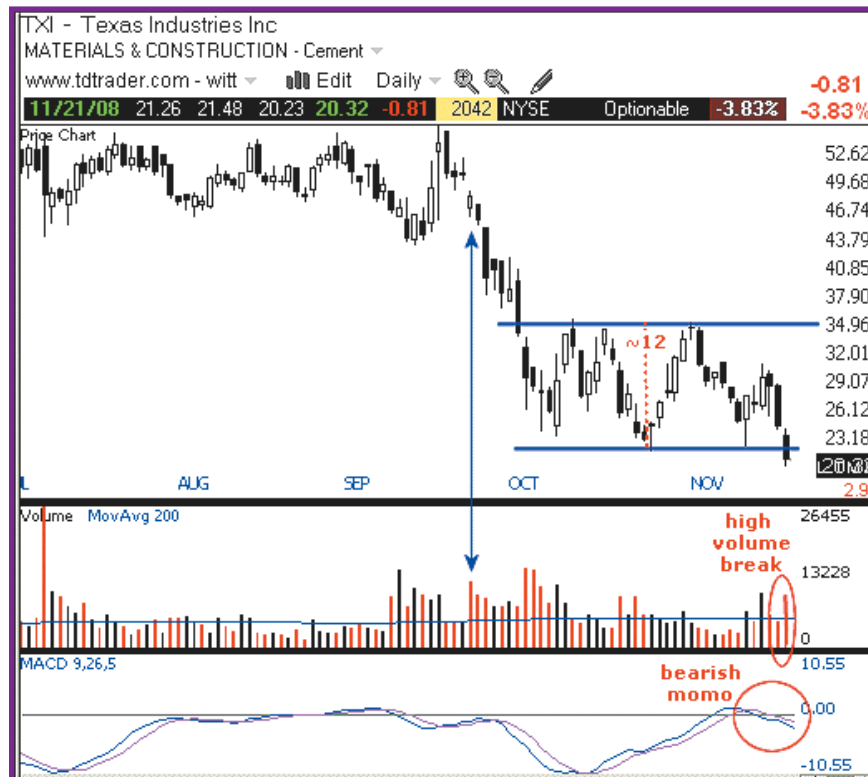 TXI - Texas Industries Inc
MATERIALS & CONSTRUCTION - Cement
www.tdtrader.com - witt Edit Daily
-0.81
11/21/08 21.26 21.48 20.23 20.32 -0.81 2042 NYSE Optionable -3.83% -3.83%
Price Chart
52.62
49.68
46.74
43.79
40.85
37.90
34.96
~12
32.01
29.07
26.12
23.18
AUG SEP OCT NOV
2.9
Volume MovAvg 200
26455
high
volume
break
13228
0
MACD 9,26,5
10.55
bearish
momo
0.00
-10.55